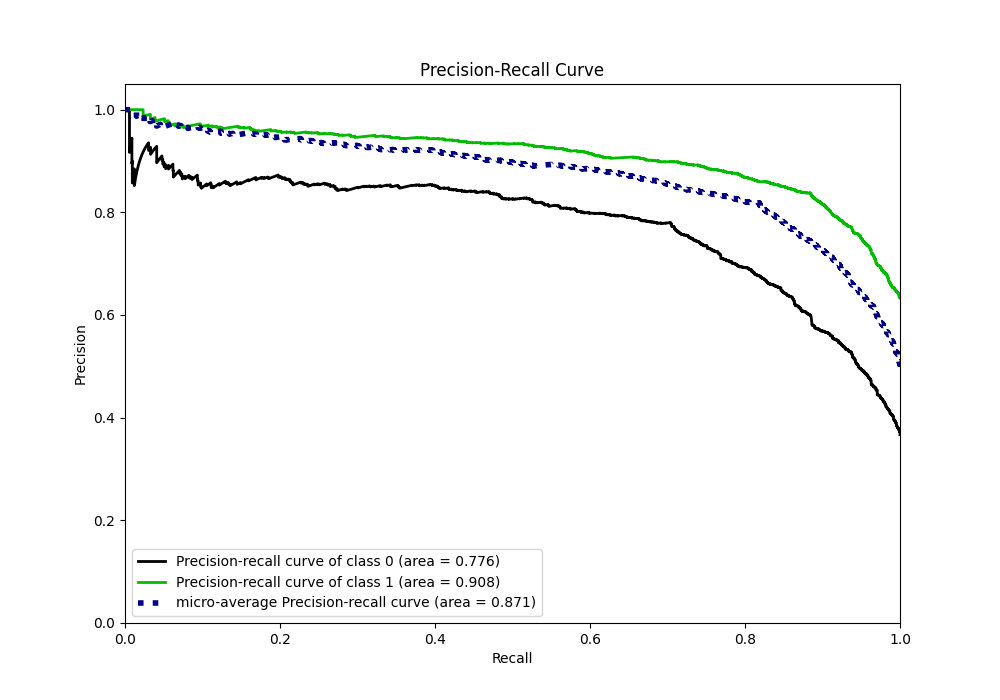 Precision-Recall Curve
1.0
0.8
0.6
0.4
0.2
0.0
Precision
Precision-recall curve of class 0 (area = 0.776)
Precision-recall curve of class 1 (area = 0.908)
micro-average Precision-recall curve (area = 0.871)
0.0 0.2 0.4 0.6 0.8 1.0
Recall